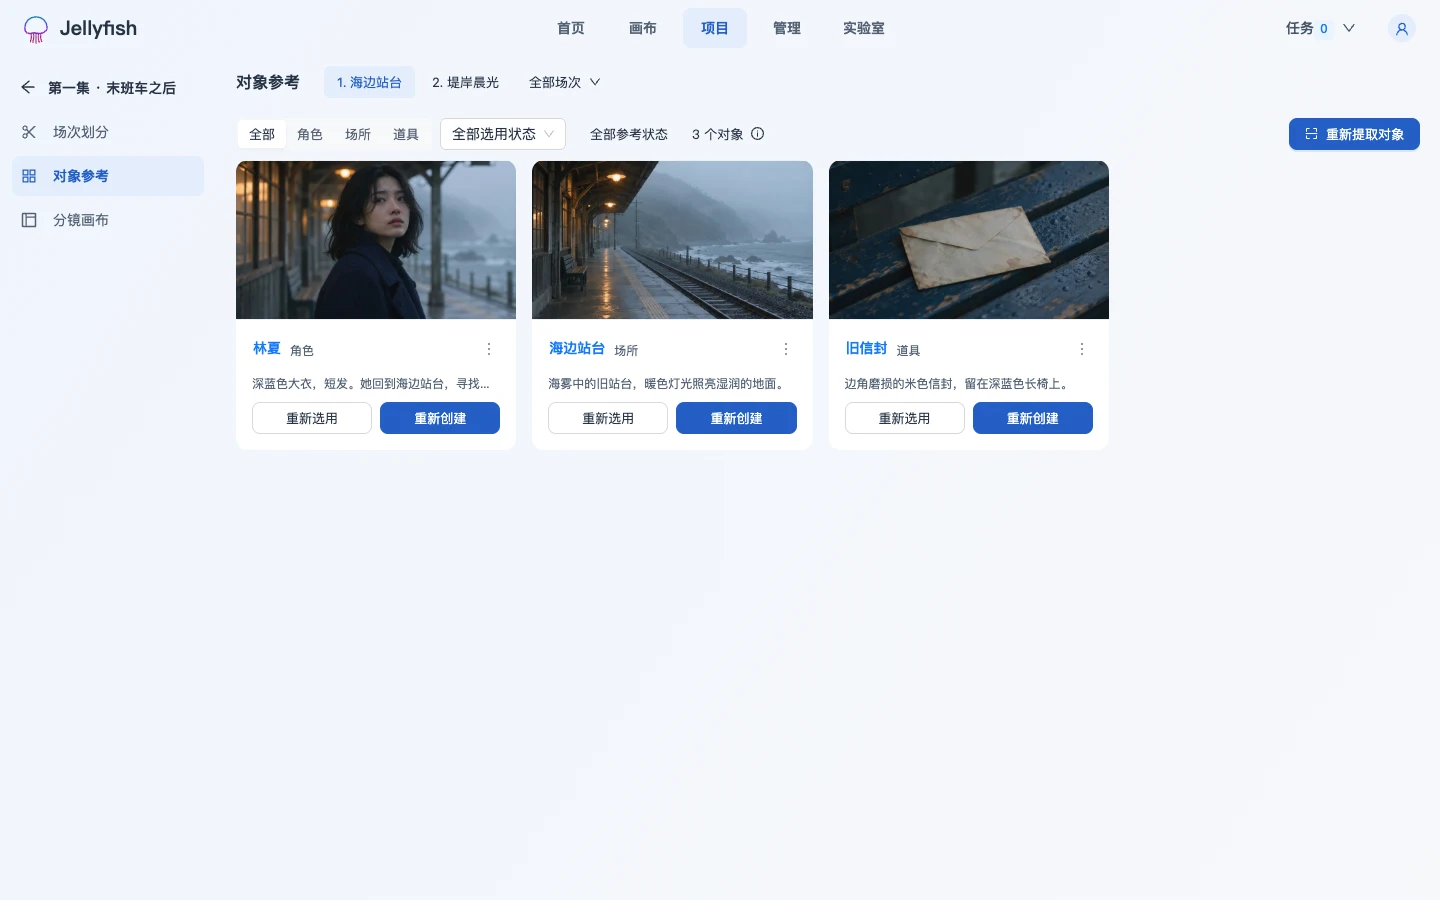 Jellyfish
首页
画布
项目
管理
实验室
任务 0
第一集 · 末班车之后
场次划分
对象参考
分镜画布
对象参考
1. 海边站台
2. 堤岸晨光
全部场次
全部
角色
场所
道具
全部选用状态
全部参考状态
3 个对象
重新提取对象
林夏 角色
深蓝色大衣，短发。她回到海边站台，寻找...
重新选用
重新创建
海边站台 场所
海雾中的旧站台，暖色灯光照亮湿润的地面。
重新选用
重新创建
旧信封 道具
边角磨损的米色信封，留在深蓝色长椅上。
重新选用
重新创建